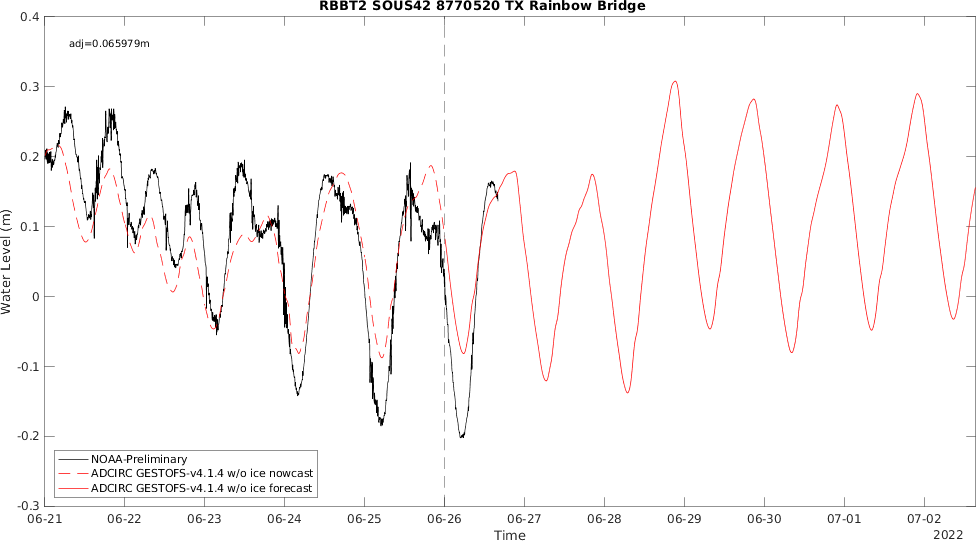 RBBT2 SOUS42 8770520 TX Rainbow Bridge
adj=0.065979m
0.4
0.3
0.2
0.1
0
-0.1
-0.2
-0.3
Water Level (m)
NOAA-Preliminary
ADCIRC GESTOFS-v4.1.4 w/o ice nowcast
ADCIRC GESTOFS-v4.1.4 w/o ice forecast
06-21 06-22 06-23 06-24 06-25 06-26 06-27 06-28 06-29 06-30 07-01 07-02
Time
2022